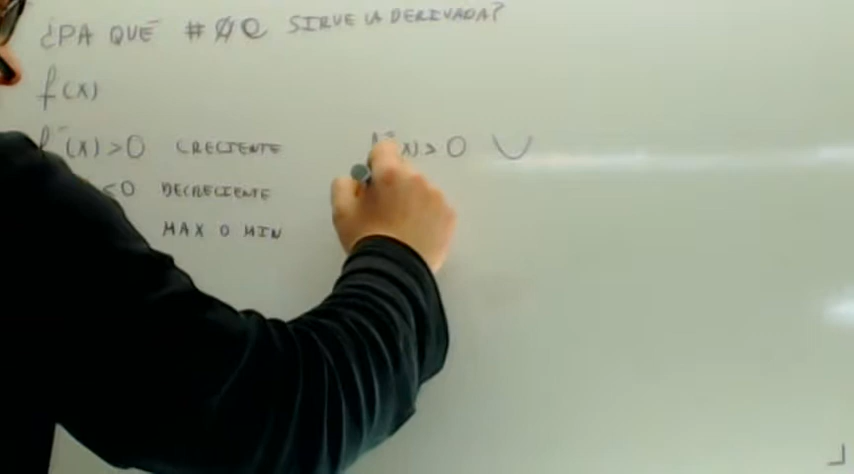 ¿PA QUÉ #@@ SIRVE LA DERIVADA?
f(x)
f'(x)>0 CRECIENTE
(x)>0 ∪
<0 DECRECIENTE
MAX O MIN